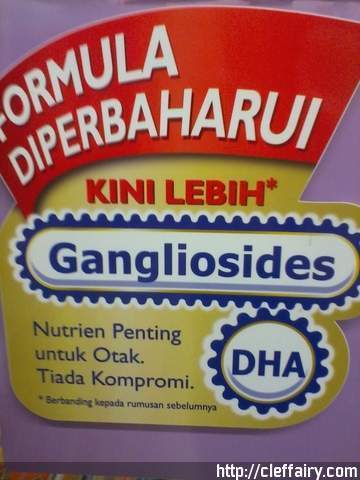 FORMULA
DIPERBAHARUI
KINI LEBIH*
Gangliosides
Nutrien Penting
untuk Otak.
Tiada Kompromi.
DHA
* Berbanding kepada rumusan sebelumnya
http://cleffairy.com